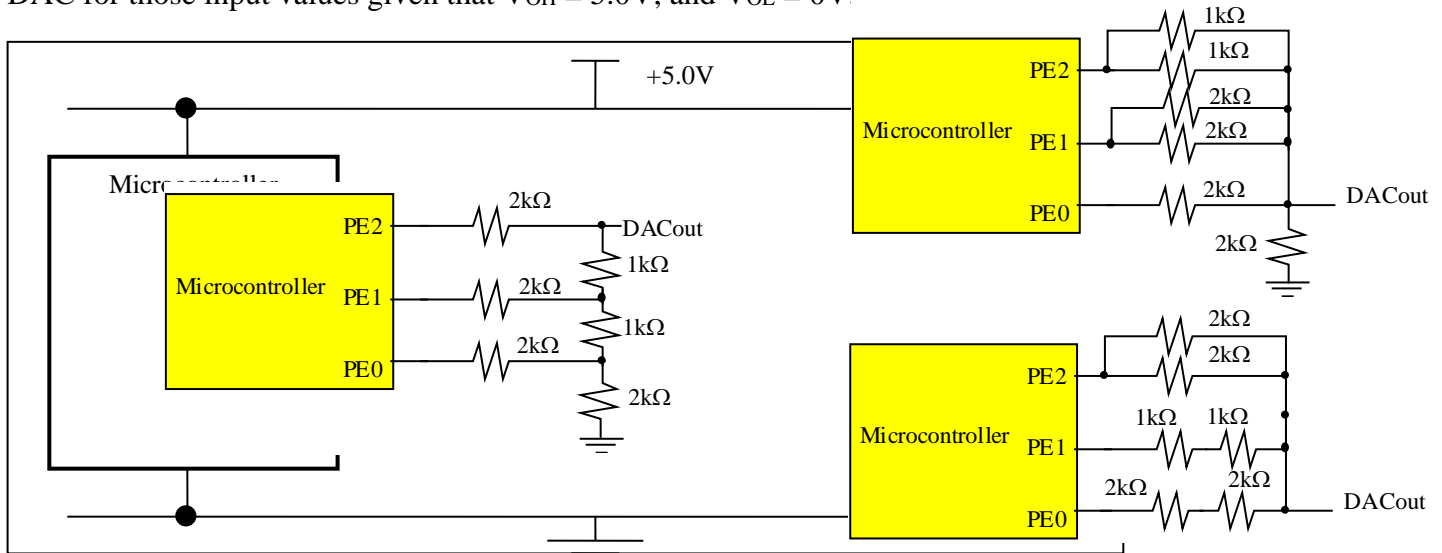 DAC for those input values given that VOH = 5.0V, and VOL = 0V.
+5.0V
Microcontroller
Microcontroller
PE2
PE1
PE0
2kΩ
2kΩ
2kΩ
DACout
1kΩ
1kΩ
2kΩ
Microcontroller
PE2
PE1
PE0
1kΩ
1kΩ
2kΩ
2kΩ
2kΩ
2kΩ
DACout
Microcontroller
PE2
PE1
PE0
2kΩ
2kΩ
1kΩ
1kΩ
2kΩ
2kΩ
DACout